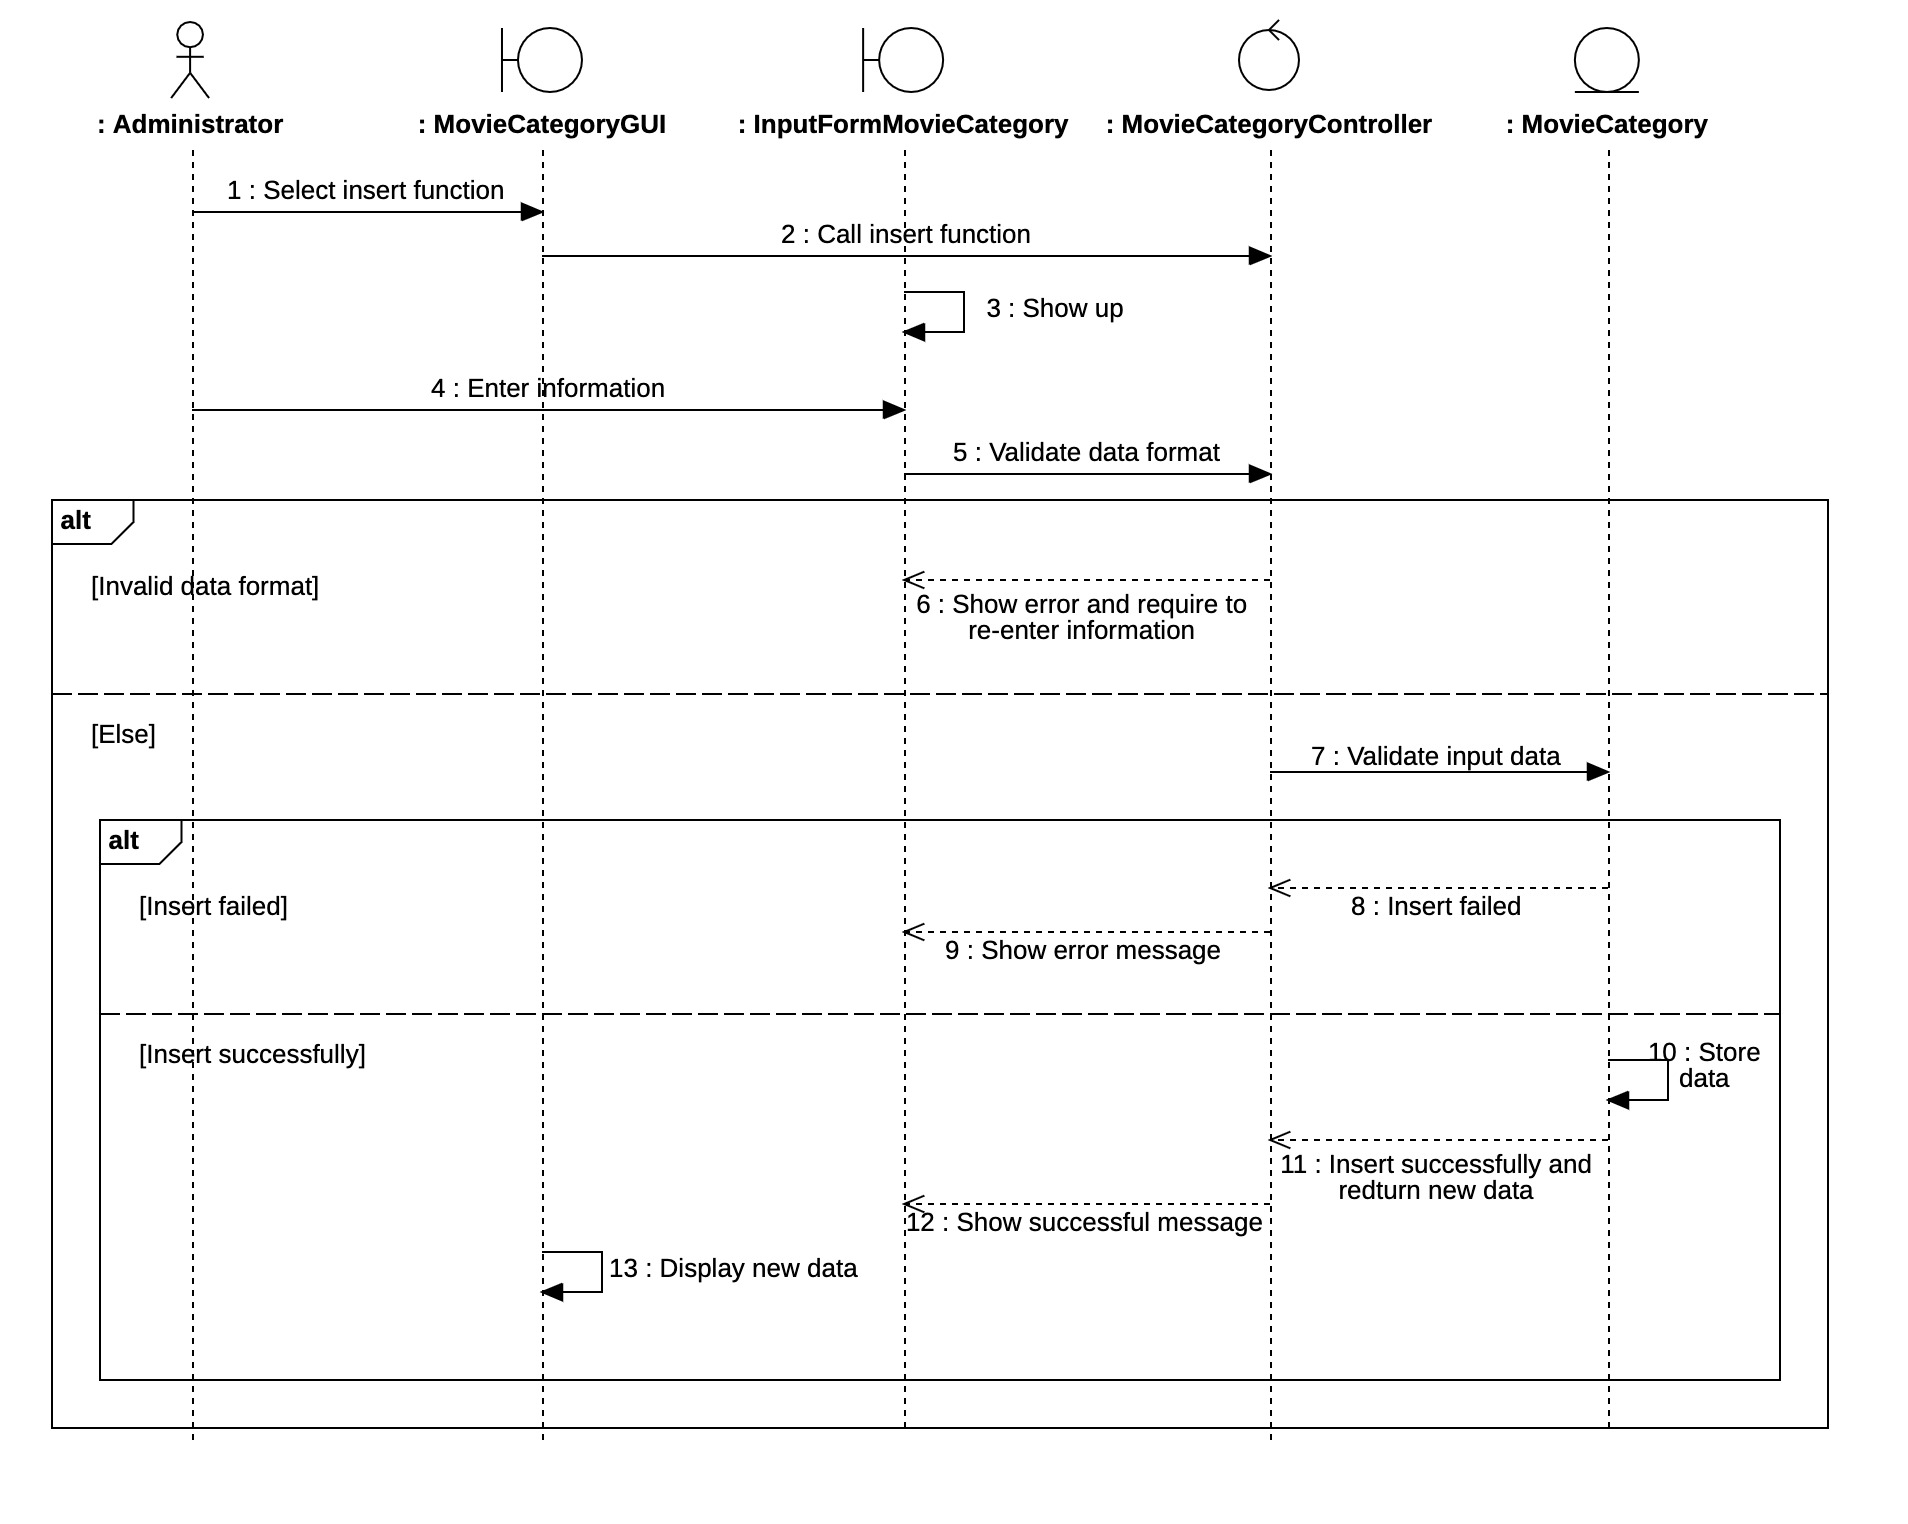 : Administrator
: MovieCategoryGUI
: InputFormMovieCategory
: MovieCategoryController
: MovieCategory
1 : Select insert function
2 : Call insert function
3 : Show up
4 : Enter information
5 : Validate data format
alt
[Invalid data format]
6 : Show error and require to
re-enter information
[Else]
7 : Validate input data
alt
[Insert failed]
8 : Insert failed
9 : Show error message
[Insert successfully]
10 : Store
data
11 : Insert successfully and
redturn new data
12 : Show successful message
13 : Display new data